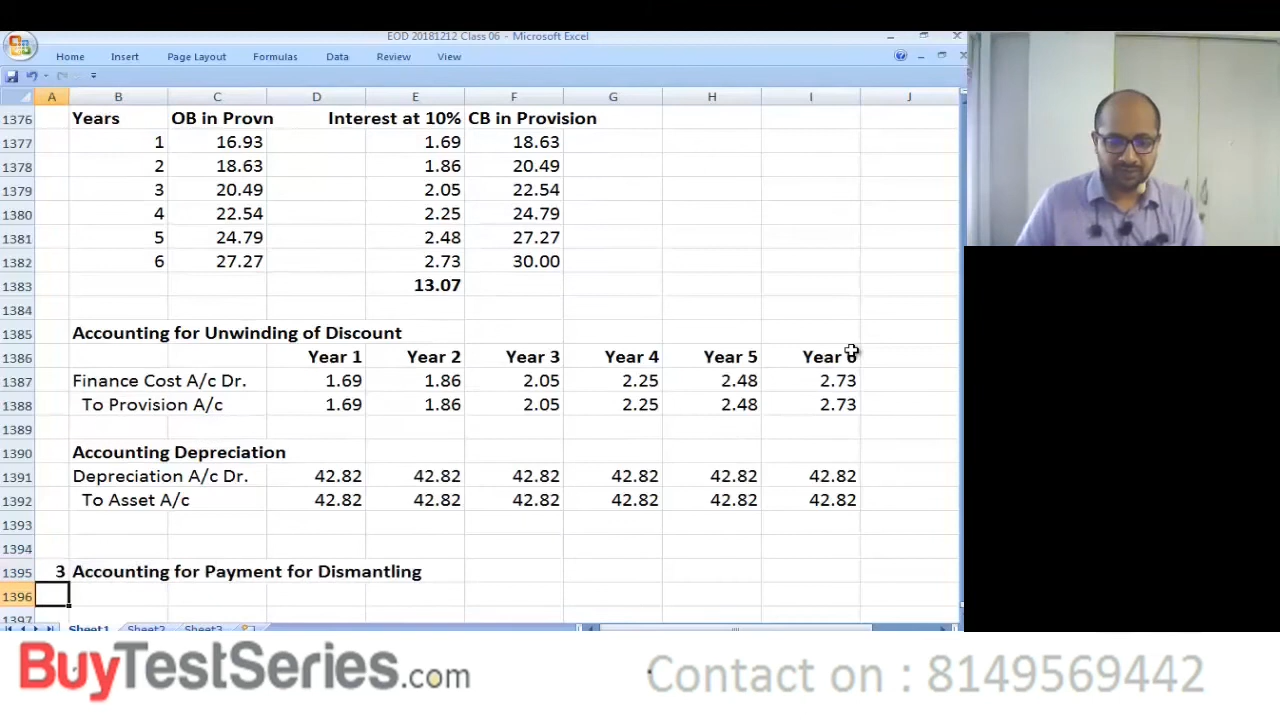 EOD 20181212 Class 06 - Microsoft Excel
Home Insert Page Layout Formulas Data Review View
A B C D E F G H I J
1376 Years OB in Provn Interest at 10% CB in Provision
1377 1 16.93 1.69 18.63
1378 2 18.63 1.86 20.49
1379 3 20.49 2.05 22.54
1380 4 22.54 2.25 24.79
1381 5 24.79 2.48 27.27
1382 6 27.27 2.73 30.00
1383 13.07
1384
1385 Accounting for Unwinding of Discount
1386 Year 1 Year 2 Year 3 Year 4 Year 5 Year 6
1387 Finance Cost A/c Dr. 1.69 1.86 2.05 2.25 2.48 2.73
1388 To Provision A/c 1.69 1.86 2.05 2.25 2.48 2.73
1389
1390 Accounting Depreciation
1391 Depreciation A/c Dr. 42.82 42.82 42.82 42.82 42.82 42.82
1392 To Asset A/c 42.82 42.82 42.82 42.82 42.82 42.82
1393
1394
1395 3 Accounting for Payment for Dismantling
1396
1397
Sheet1 Sheet2 Sheet3
BuyTestSeries.com Contact on : 8149569442